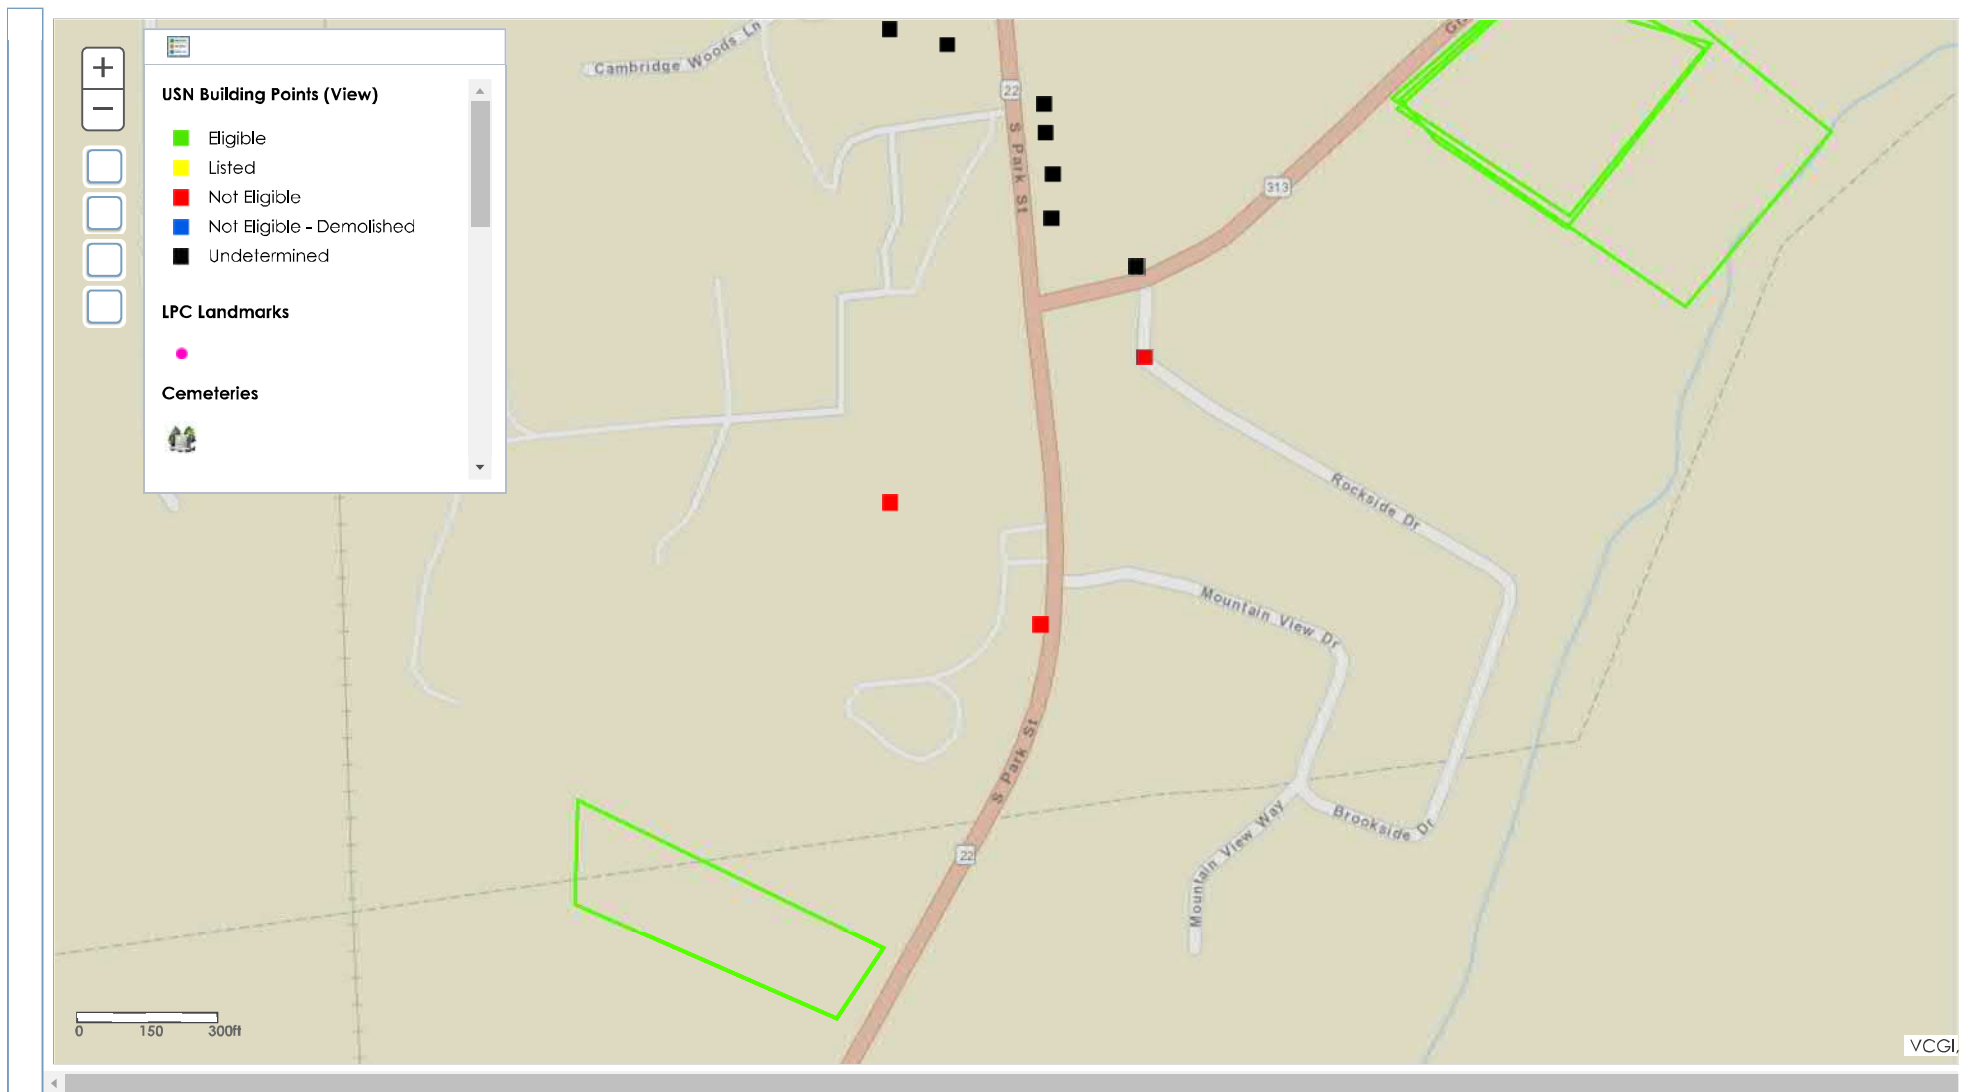 +
−
USN Building Points (View)
Eligible
Listed
Not Eligible
Not Eligible - Demolished
Undetermined
LPC Landmarks
Cemeteries
Cambridge Woods Ln
22
S Park St
313
Rockside Dr
Mountain View Dr
S Park St
Brookside Dr
Mountain View Way
22
0 150 300ft
VCGI,